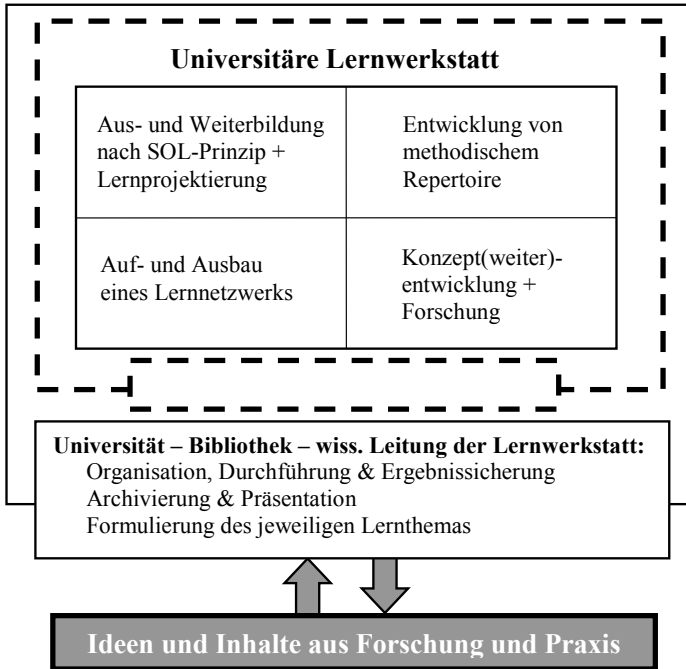 Universitäre Lernwerkstatt
Aus- und Weiterbildung
nach SOL-Prinzip +
Lernprojektierung
Entwicklung von
methodischem
Repertoire
Auf- und Ausbau
eines Lernnetzwerks
Konzept(weiter)-
entwicklung +
Forschung
Universität – Bibliothek – wiss. Leitung der Lernwerkstatt:
Organisation, Durchführung & Ergebnissicherung
Archivierung & Präsentation
Formulierung des jeweiligen Lernthemas
Ideen und Inhalte aus Forschung und Praxis